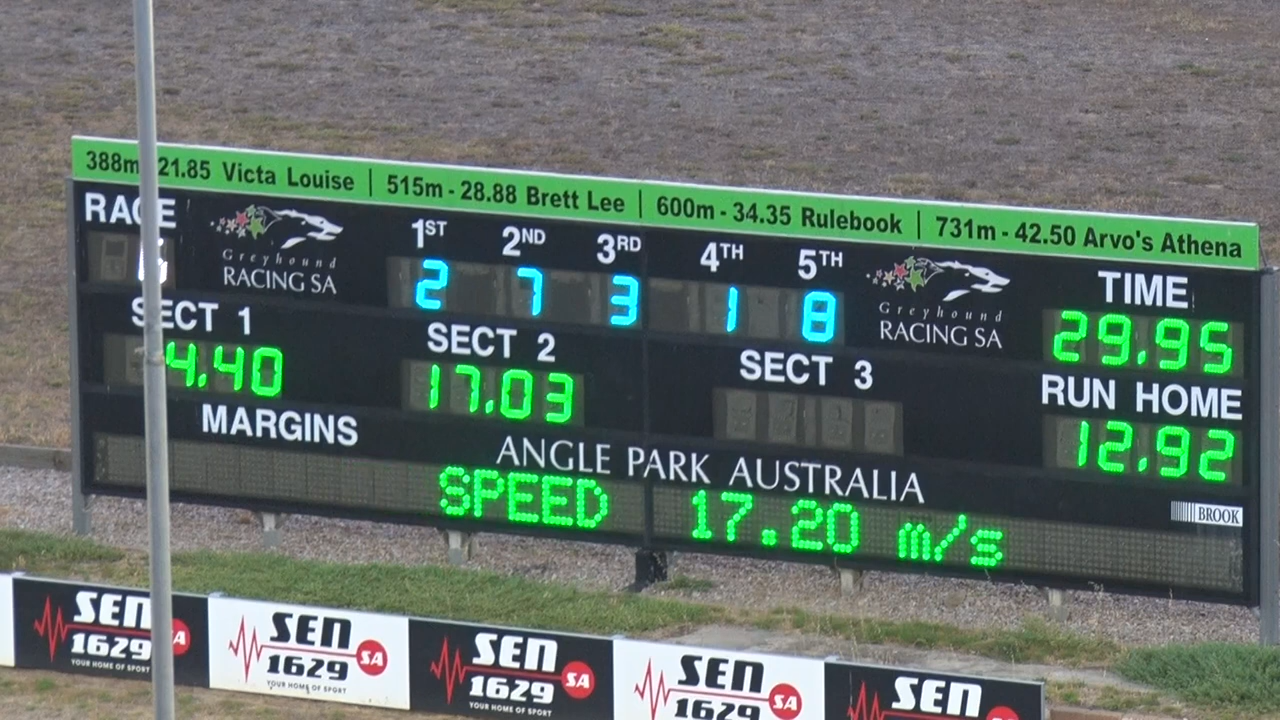 388m - 21.85 Victa Louise | 515m - 28.88 Brett Lee | 600m - 34.35 Rulebook | 731m - 42.50 Arvo's Athena
RACE
Greyhound
RACING SA
1ST 2ND 3RD 4TH 5TH
2 7 3 1 8
Greyhound
RACING SA
TIME
29.95
SECT 1
4.40
SECT 2
17.03
SECT 3
RUN HOME
12.92
MARGINS
ANGLE PARK AUSTRALIA
SPEED 17.20 m/s
BROOK
SEN
1629
SA
YOUR HOME OF SPORT
SEN
1629
SA
YOUR HOME OF SPORT
SEN
1629
SA
YOUR HOME OF SPORT
SEN
1629
SA
SEN
1629